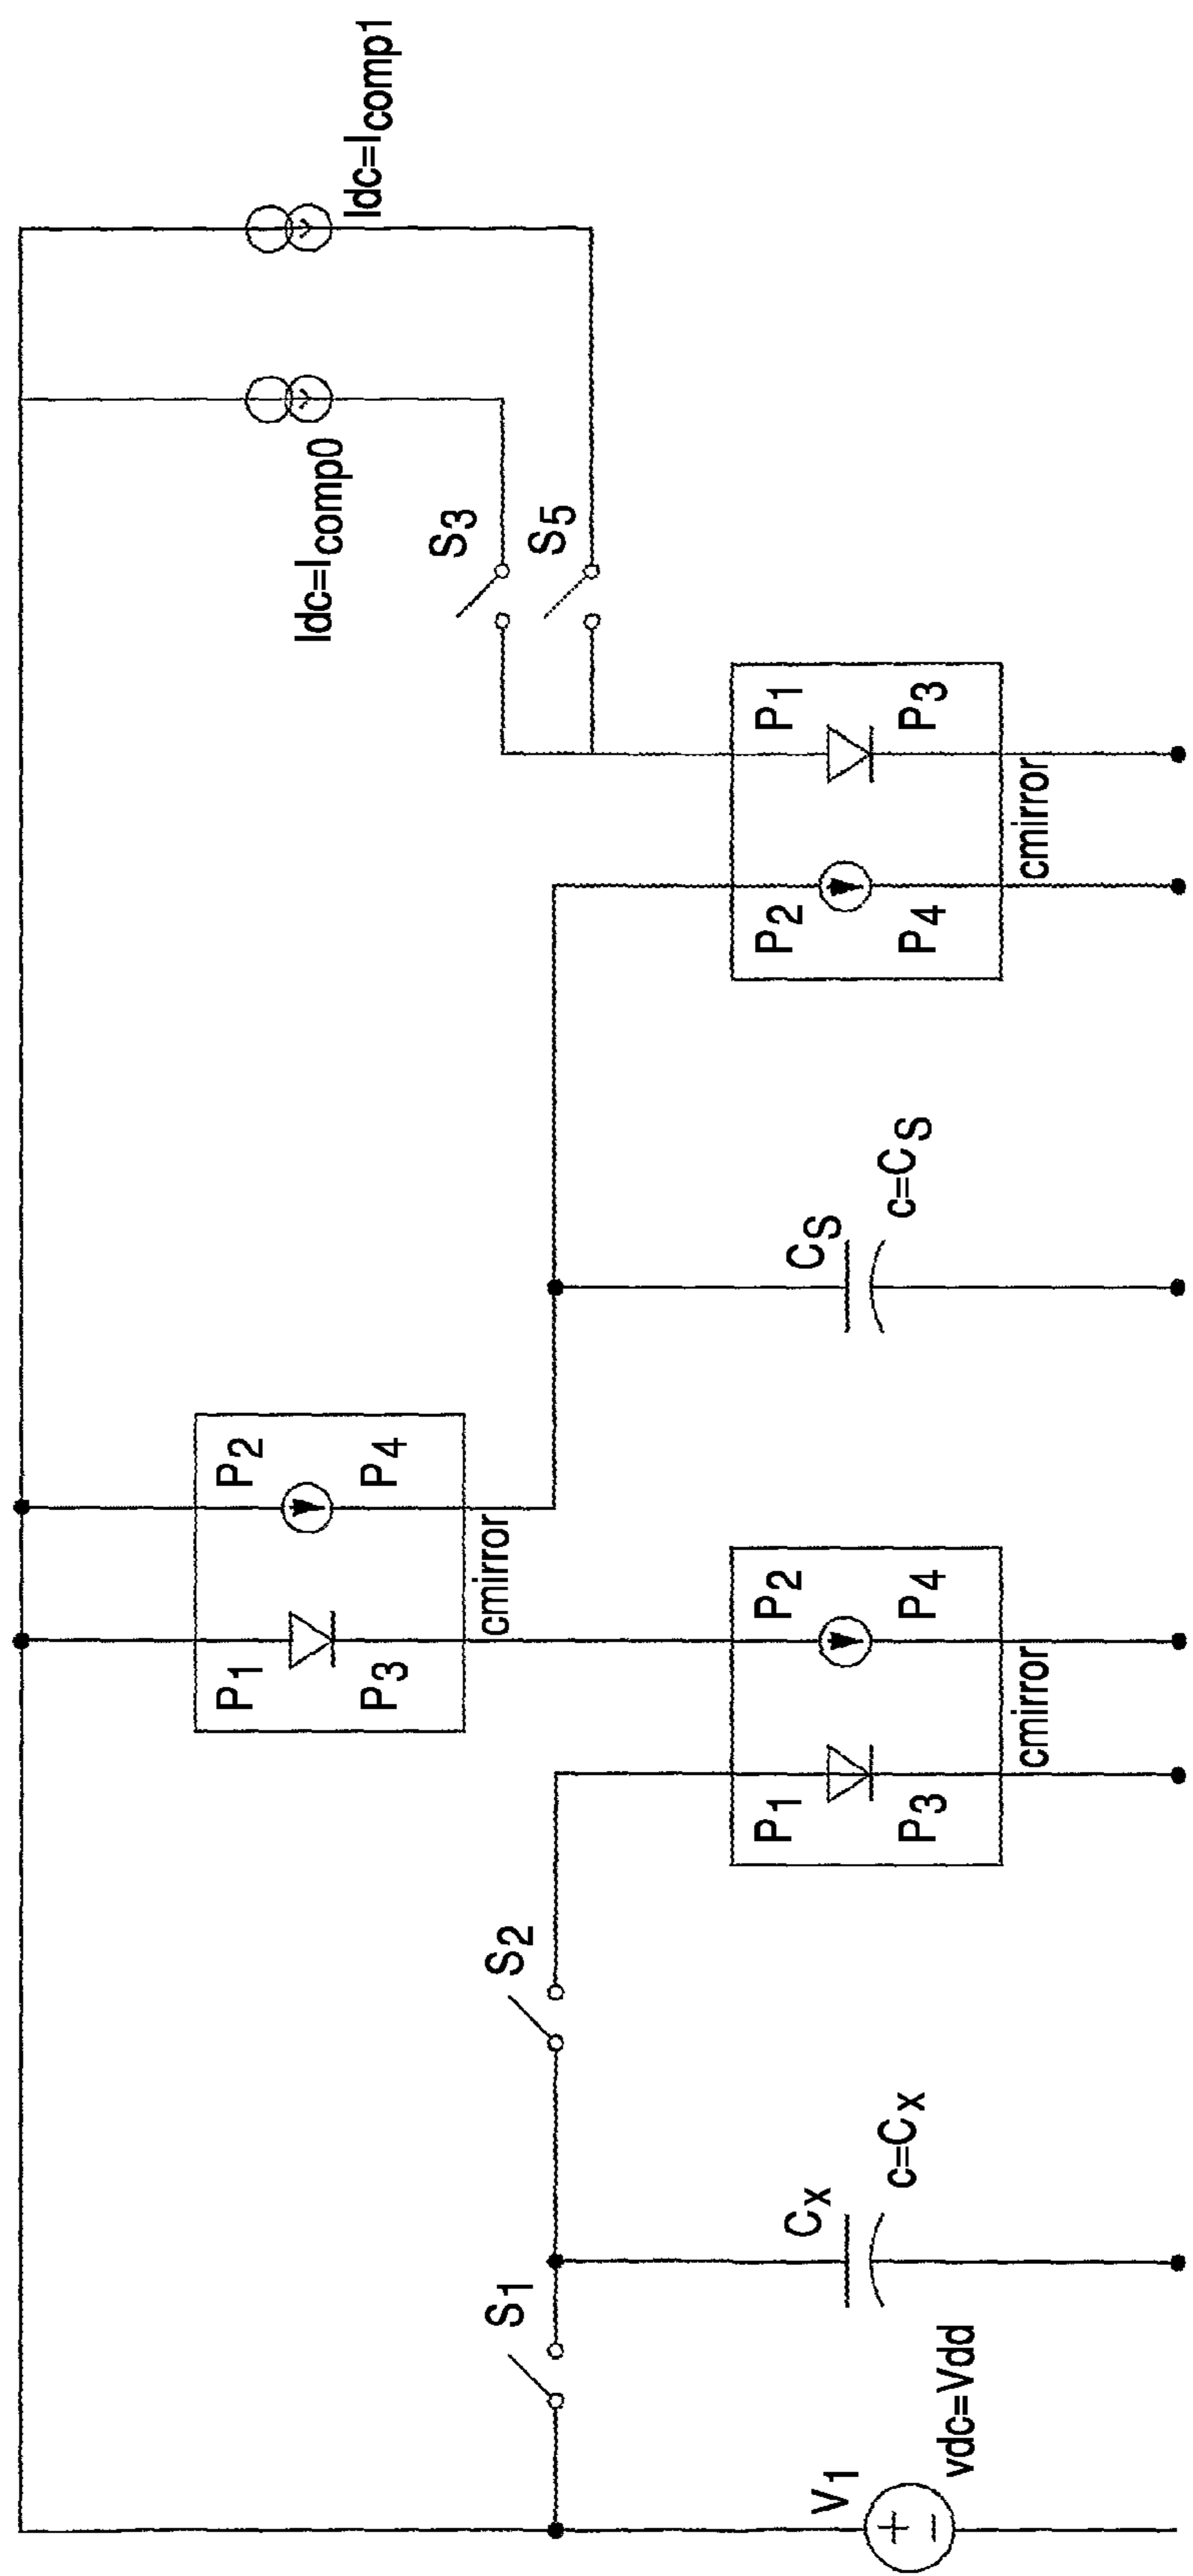 Idc=Icomp1
Idc=Icomp0
S3
S5
P1
P2
P3
P4
cmirror
CS
c=CS
P2
P1
P4
P3
cmirror
P2
P1
P4
P3
cmirror
S2
S1
Cx
c=Cx
V1
vdc=Vdd